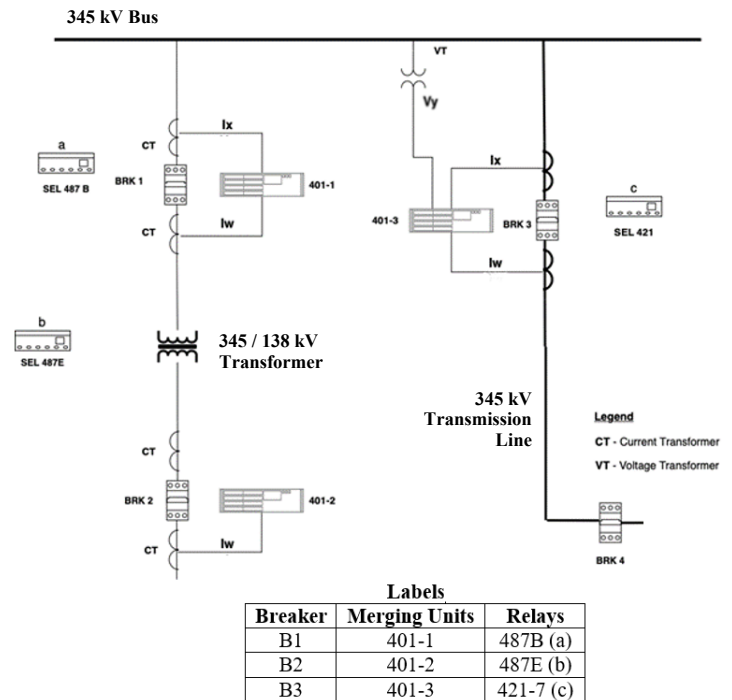 345 kV Bus
VT
Vy
Ix
CT
a
SEL 487 B
BRK 1
401-1
CT
Iw
Ix
401-3
BRK 3
Iw
C
SEL 421
b
SEL 487E
345 / 138 kV
Transformer
345 kV
Transmission
Line
Legend
CT - Current Transformer
VT - Voltage Transformer
CT
BRK 2
401-2
CT
Iw
BRK 4
Labels
Breaker Merging Units Relays
B1 401-1 487B (a)
B2 401-2 487E (b)
B3 401-3 421-7 (c)